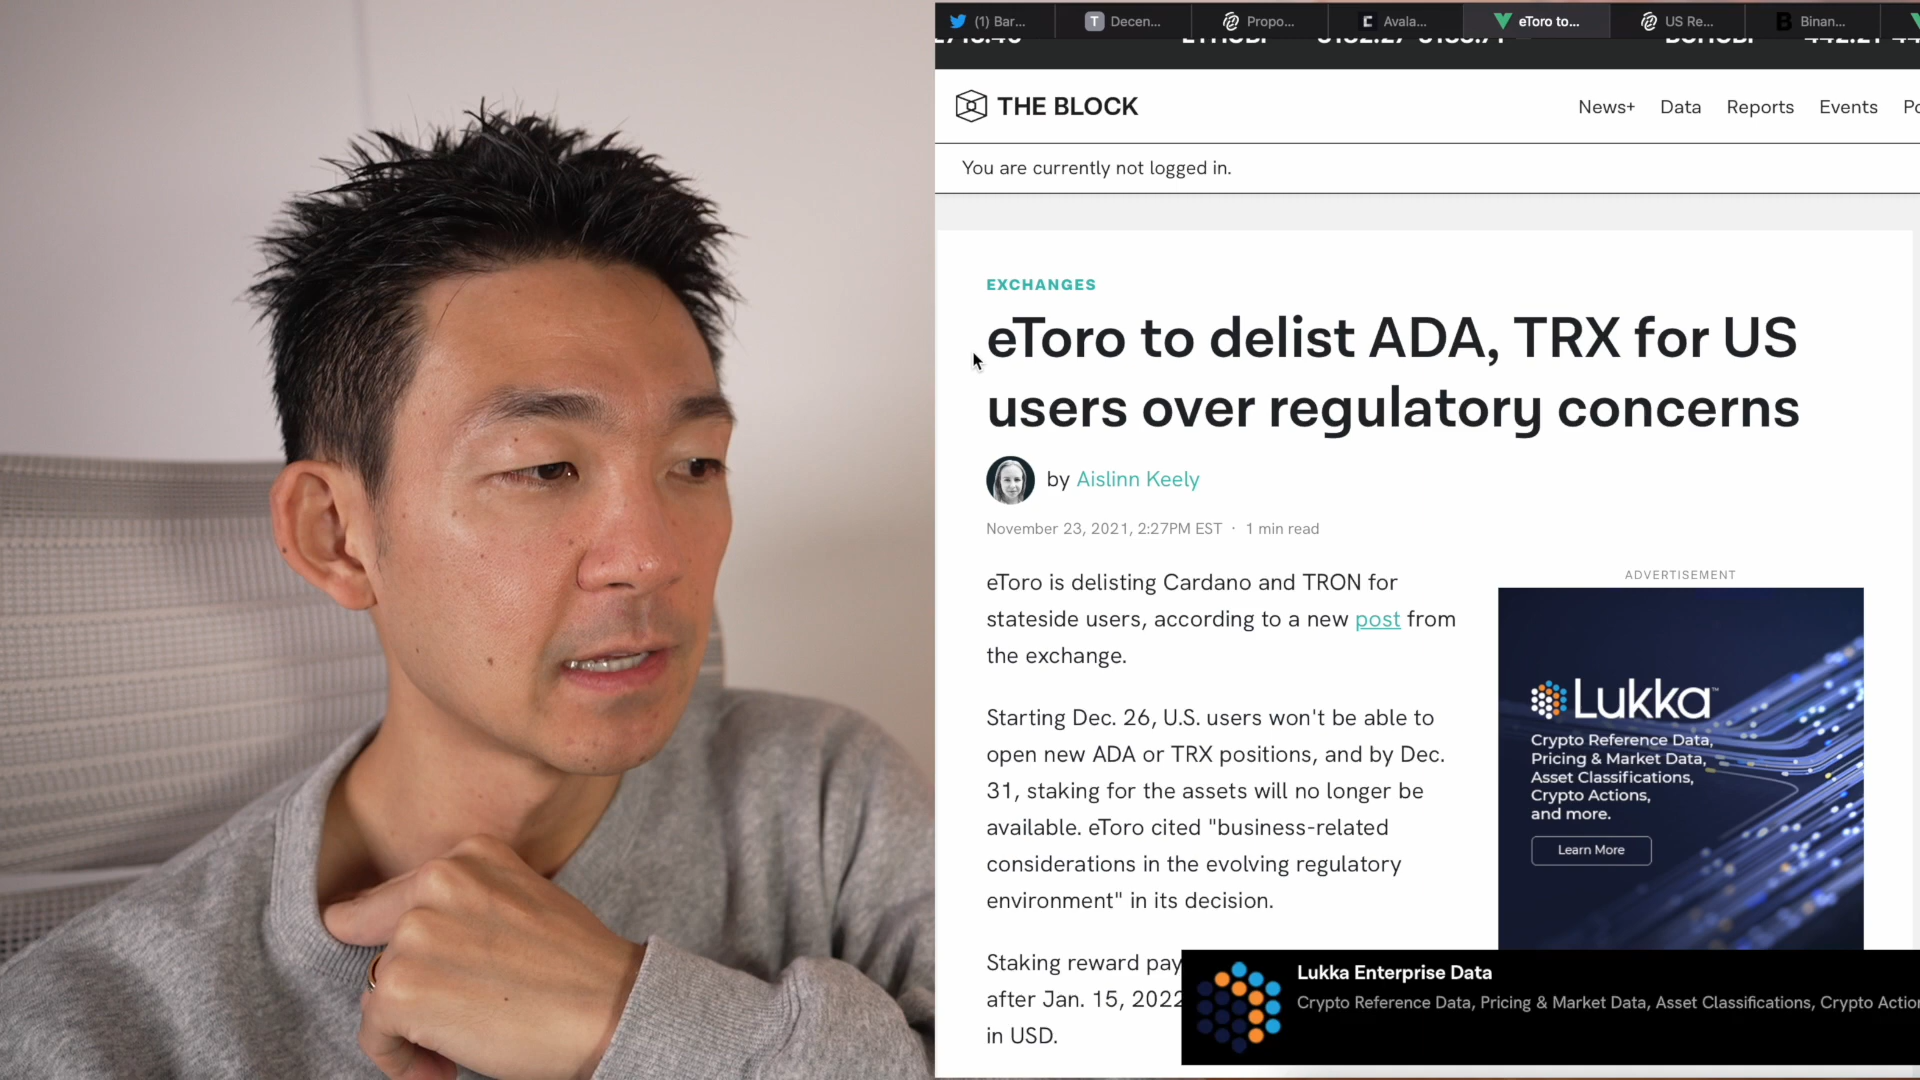 (1) Bar...
Decen...
Propo...
Avala...
eToro to...
US Re...
Binan...
THE BLOCK
News+ Data Reports Events Po
You are currently not logged in.
EXCHANGES
eToro to delist ADA, TRX for US
users over regulatory concerns
by Aislinn Keely
November 23, 2021, 2:27PM EST · 1 min read
eToro is delisting Cardano and TRON for
stateside users, according to a new post from
the exchange.
Starting Dec. 26, U.S. users won't be able to
open new ADA or TRX positions, and by Dec.
31, staking for the assets will no longer be
available. eToro cited "business-related
considerations in the evolving regulatory
environment" in its decision.
Staking reward pay
after Jan. 15, 2022
in USD.
ADVERTISEMENT
Lukka™
Crypto Reference Data,
Pricing & Market Data,
Asset Classifications,
Crypto Actions,
and more.
Learn More
Lukka Enterprise Data
Crypto Reference Data, Pricing & Market Data, Asset Classifications, Crypto Action